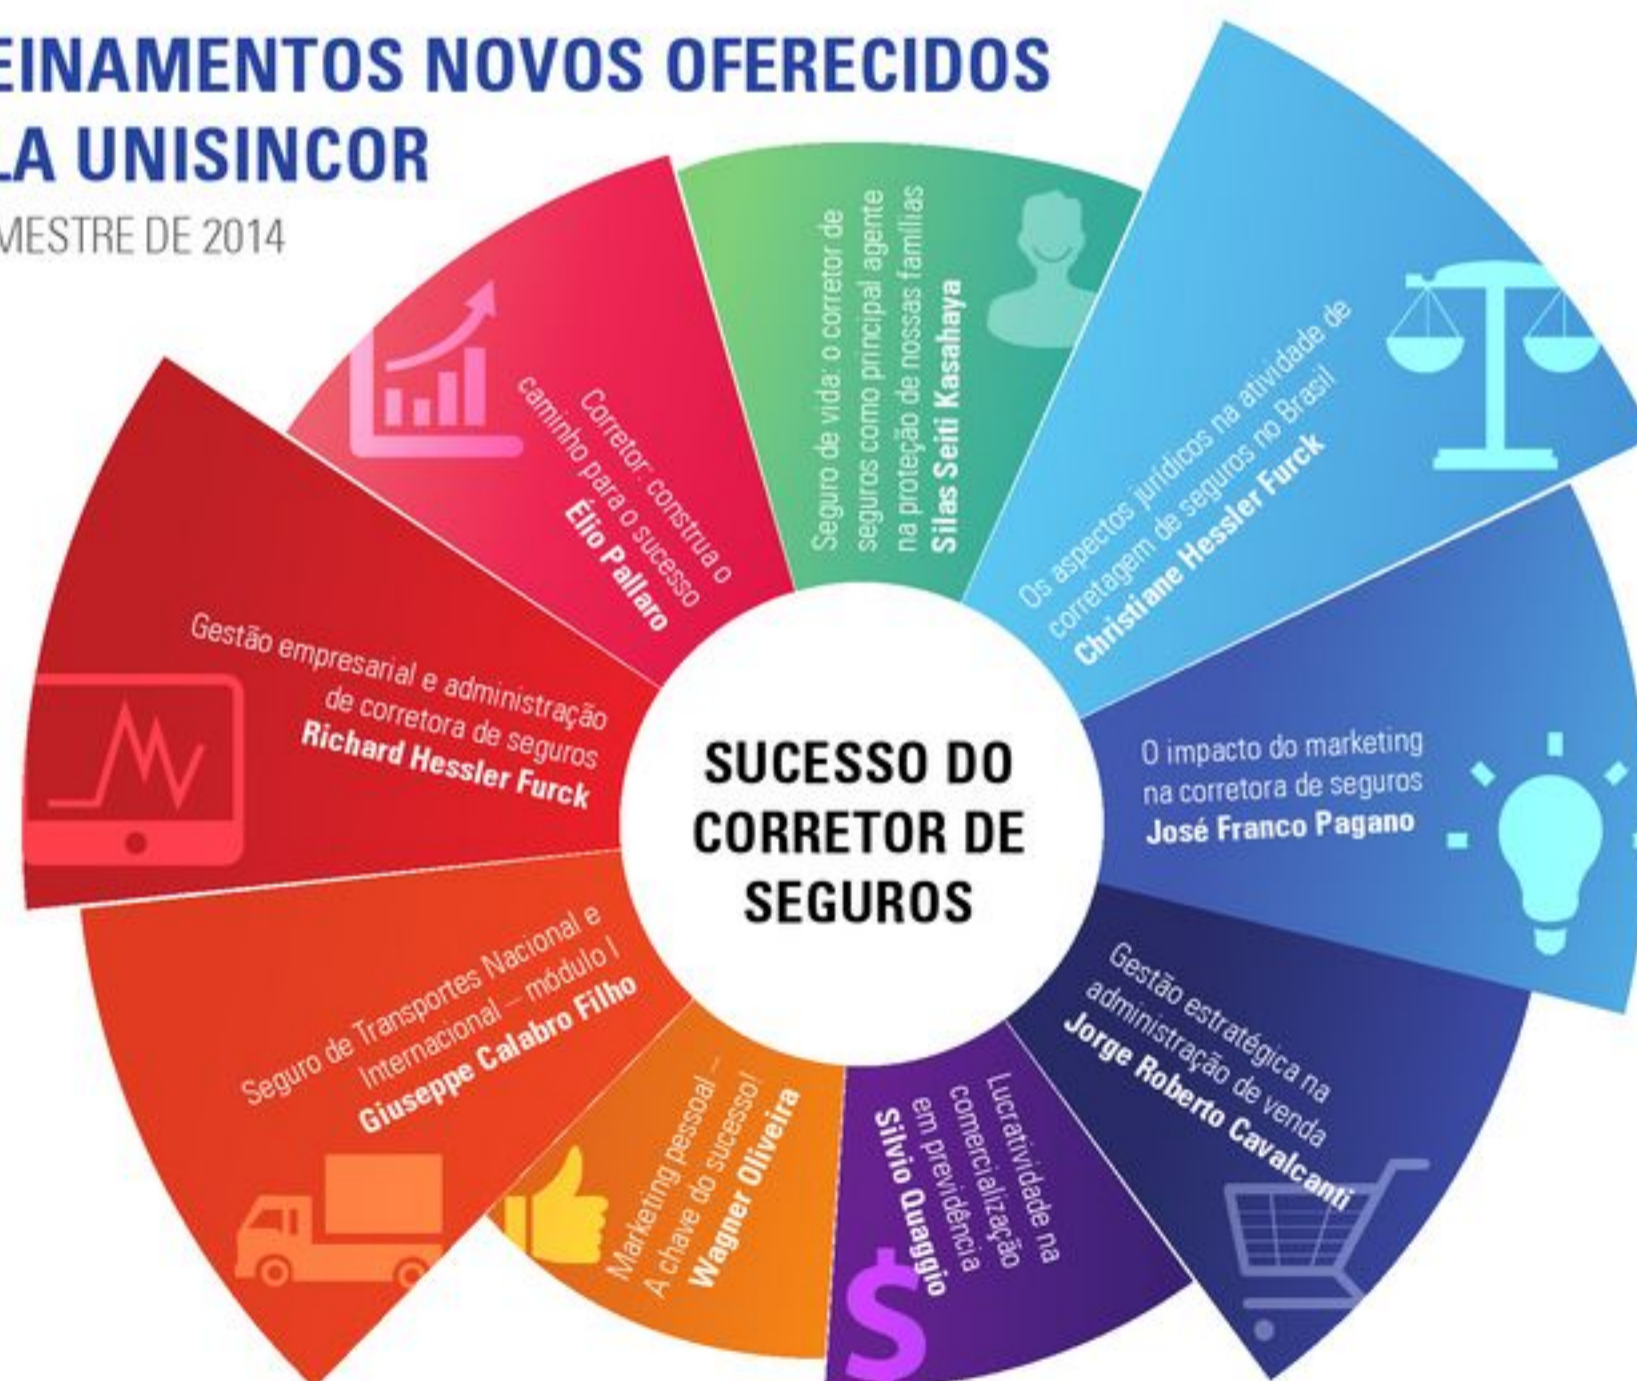 EINAMENTOS NOVOS OFERECIDOS
LA UNISINCOR
MESTRE DE 2014
Seguro de vida: o corretor de
seguros como principal agente
na proteção de nossas famílias
Silas Seiti Kasahaya
Os aspectos jurídicos na atividade de
corretagem de seguros no Brasil
Christiane Hessler Furck
O impacto do marketing
na corretora de seguros
José Franco Pagano
Gestão estratégica na
administração de venda
Jorge Roberto Cavalcanti
Lucratividade na
comercialização
em previdência
Silvio Quaggio
$
Marketing pessoal –
A chave do sucesso!
Wagner Oliveira
Seguro de Transportes Nacional e
Internacional – módulo I
Giuseppe Calabro Filho
Gestão empresarial e administração
de corretora de seguros
Richard Hessler Furck
Corretor: construa o
caminho para o sucesso
Élio Pallaro
SUCESSO DO
CORRETOR DE
SEGUROS